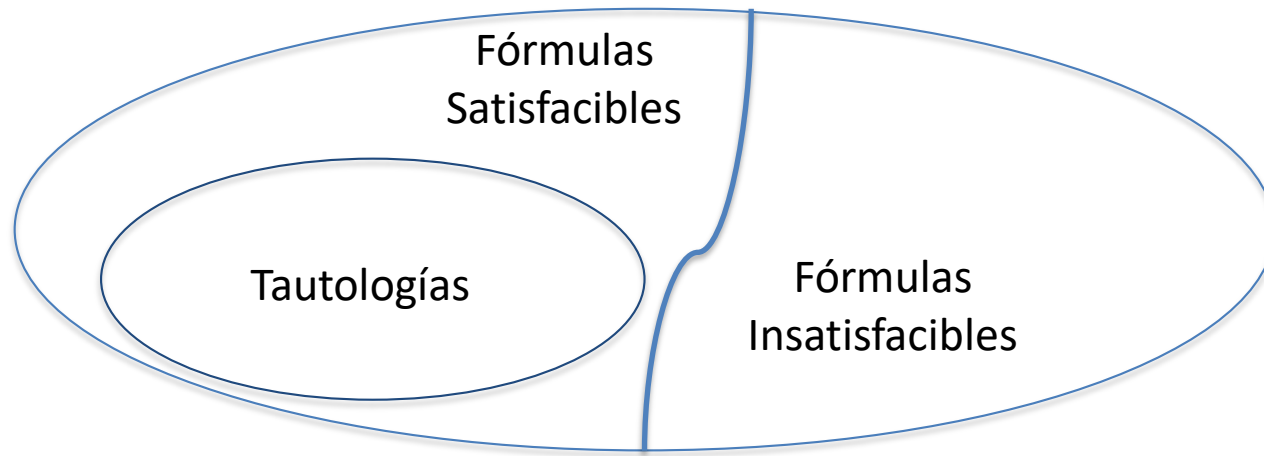 Fórmulas
Satisfacibles
Tautologías
Fórmulas
Insatisfacibles